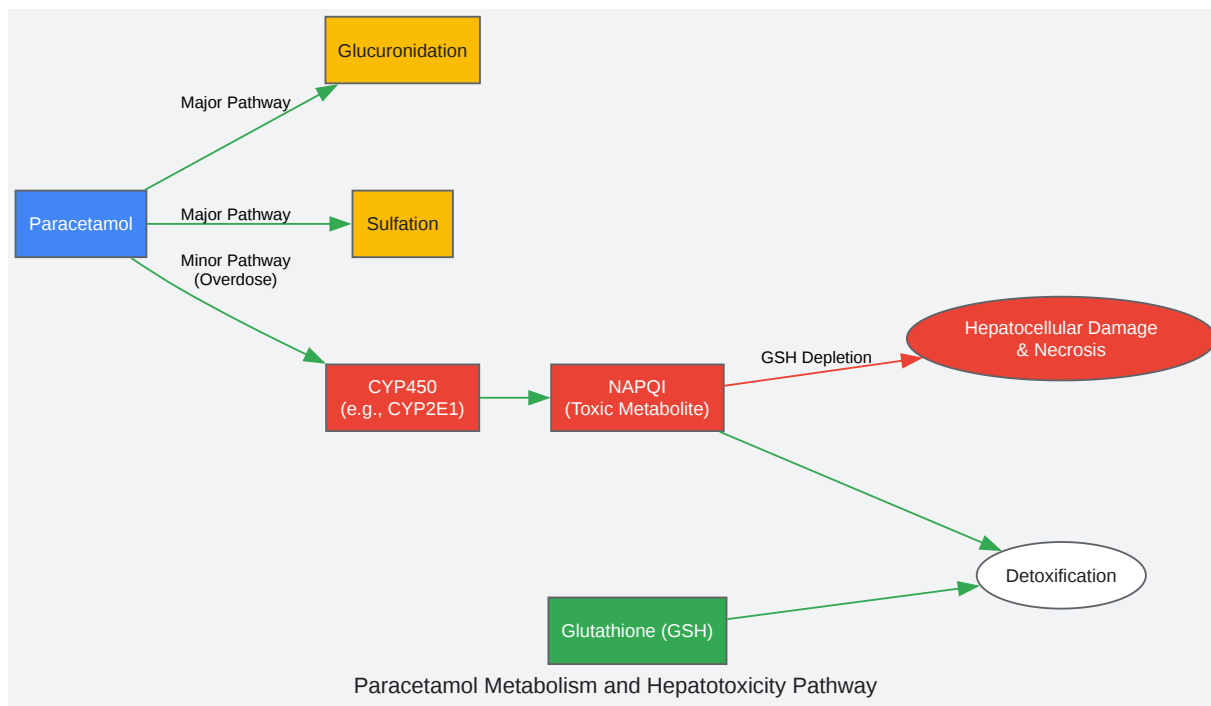 Glucuronidation
Major Pathway
Paracetamol
Major Pathway
Sulfation
Minor Pathway
(Overdose)
CYP450
(e.g., CYP2E1)
NAPQI
(Toxic Metabolite)
GSH Depletion
Hepatocellular Damage
& Necrosis
Detoxification
Glutathione (GSH)
Paracetamol Metabolism and Hepatotoxicity Pathway